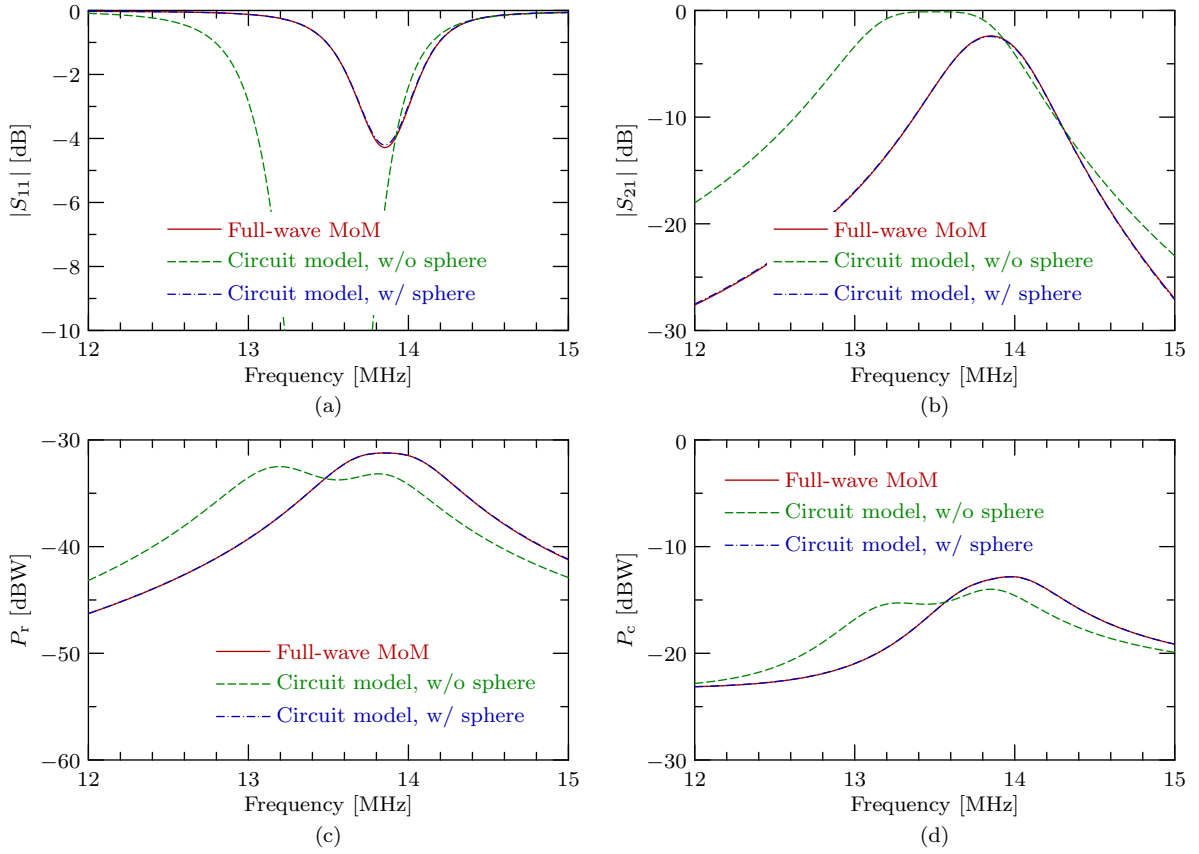 0
−2
−4
−6
−8
−10
12
13
14
15
|S11| [dB]
Frequency [MHz]
Full-wave MoM
Circuit model, w/o sphere
Circuit model, w/ sphere
(a)
0
−10
−20
−30
12
13
14
15
|S21| [dB]
Frequency [MHz]
Full-wave MoM
Circuit model, w/o sphere
Circuit model, w/ sphere
(b)
−30
−40
−50
−60
12
13
14
15
Pr [dBW]
Frequency [MHz]
Full-wave MoM
Circuit model, w/o sphere
Circuit model, w/ sphere
(c)
0
−10
−20
−30
12
13
14
15
Pc [dBW]
Frequency [MHz]
Full-wave MoM
Circuit model, w/o sphere
Circuit model, w/ sphere
(d)